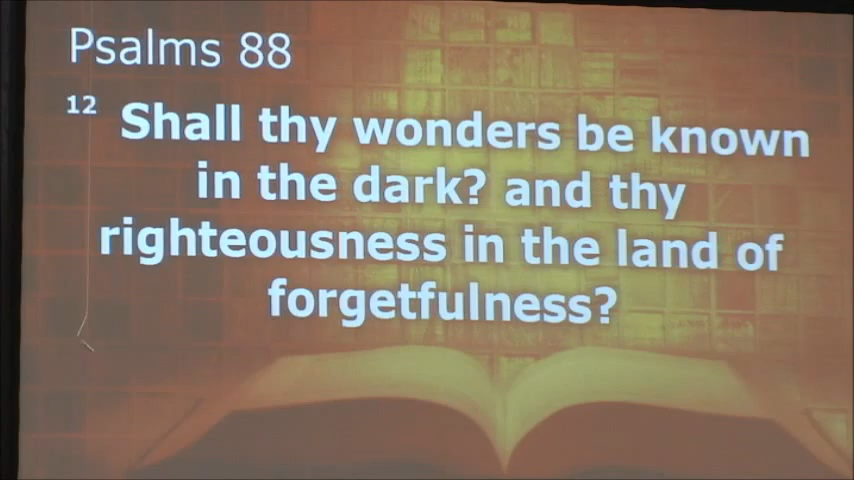 Psalms 88
12 Shall thy wonders be known
in the dark? and thy
righteousness in the land of
forgetfulness?